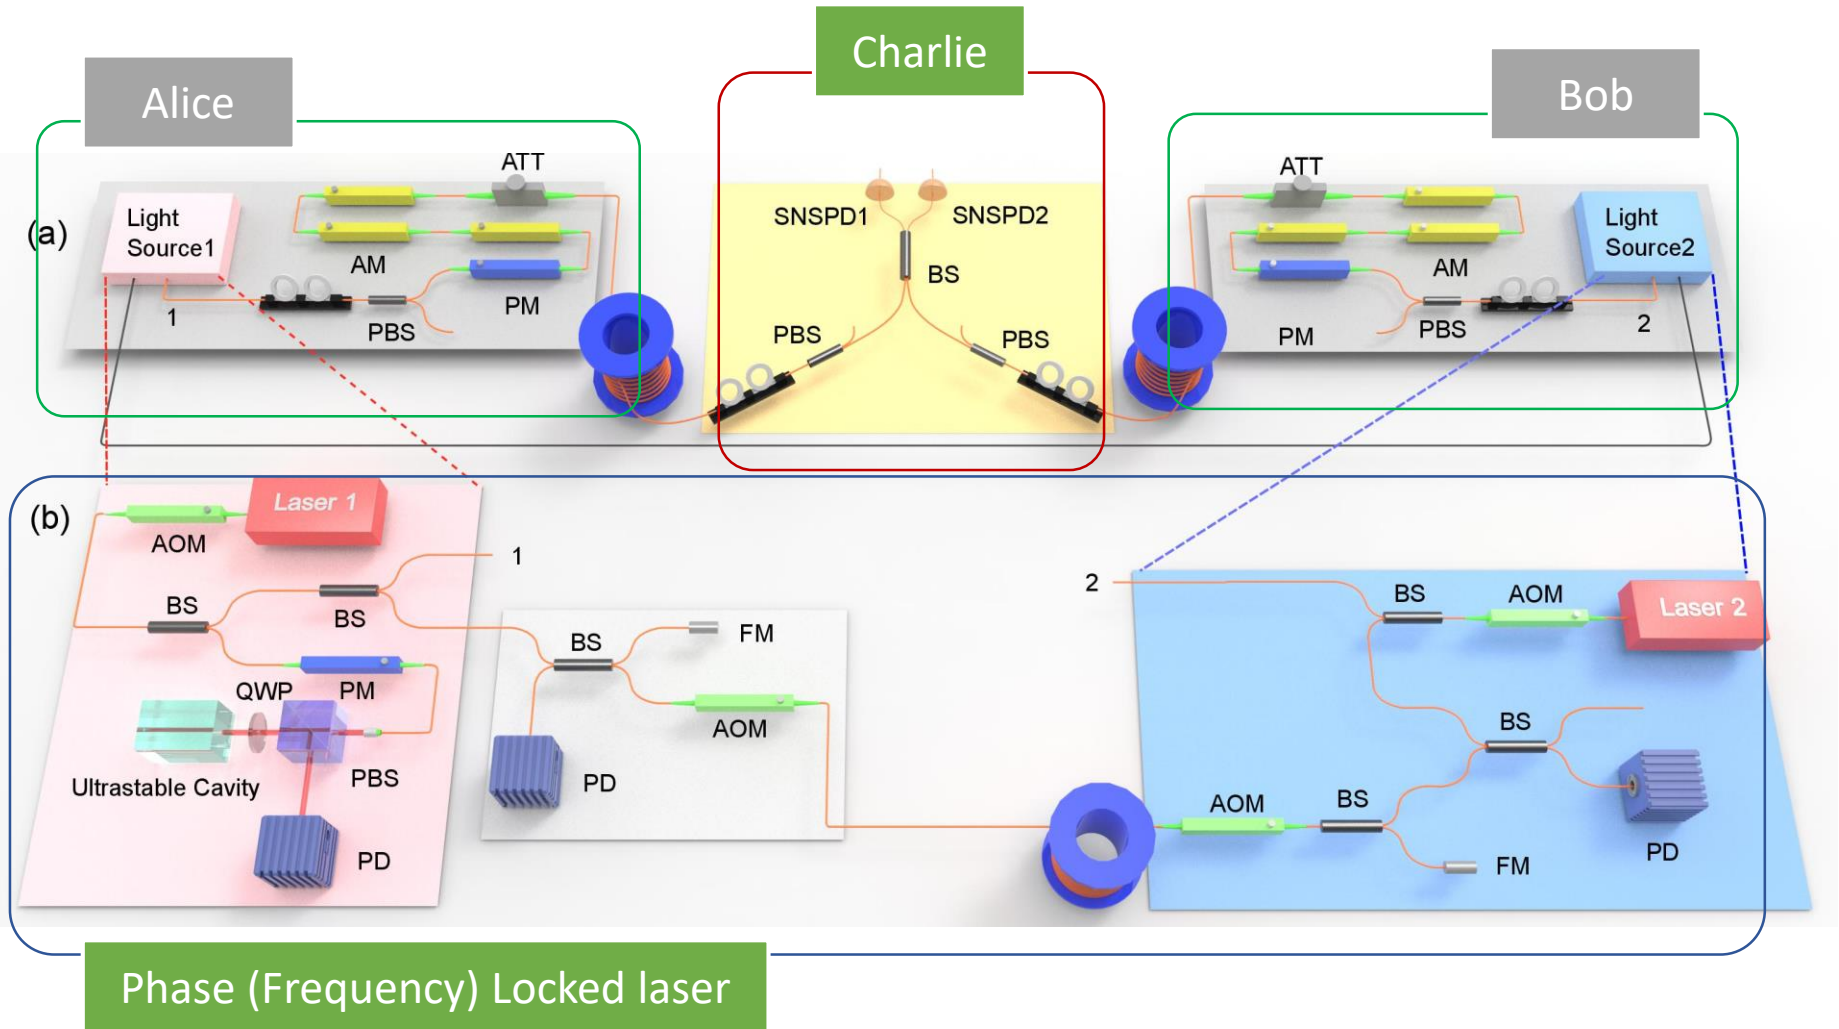 Charlie
Alice
Bob
(a)
Light
Source1
ATT
AM
PM
PBS
1
SNSPD1
SNSPD2
BS
PBS
PBS
ATT
AM
PM
PBS
Light
Source2
2
(b)
Laser 1
AOM
1
BS
BS
QWP
PM
Ultrastable Cavity
PBS
PD
BS
FM
AOM
PD
2
BS
AOM
Laser 2
BS
AOM
BS
PD
FM
Phase (Frequency) Locked laser